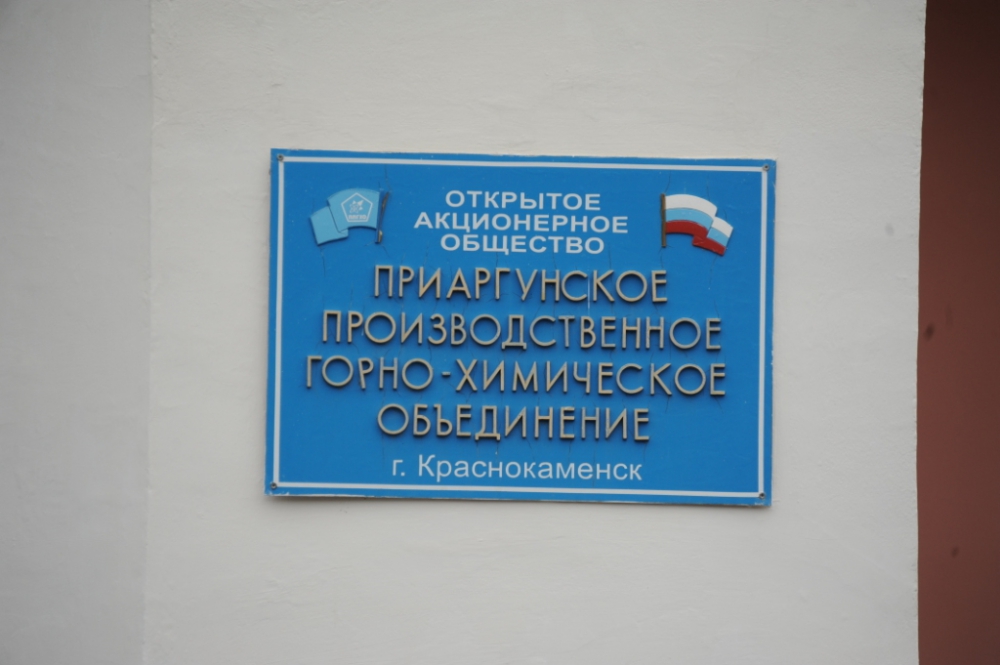 ОТКРЫТОЕ
АКЦИОНЕРНОЕ
ОБЩЕСТВО
ПРИАРГУНСКОЕ
ПРОИЗВОДСТВЕННОЕ
ГОРНО-ХИМИЧЕСКОЕ
ОБЪЕДИНЕНИЕ
г. Краснокаменск